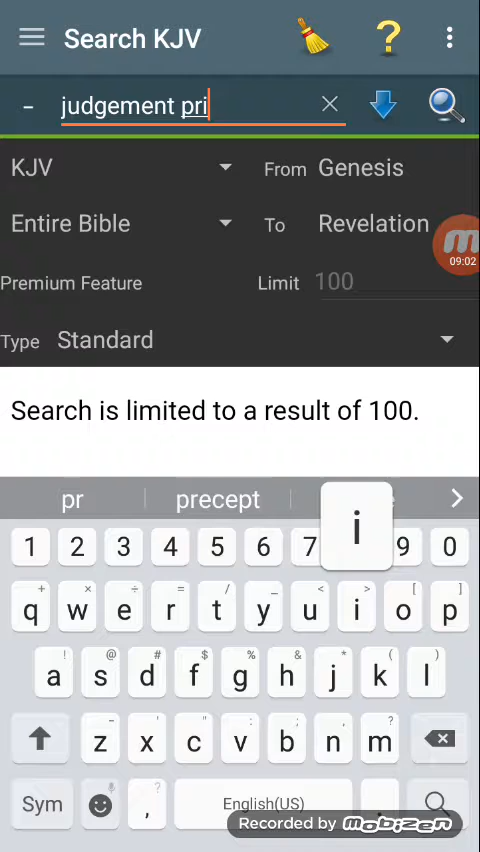 Search KJV
?
– judgement pri
KJV From Genesis
Entire Bible To Revelation
09:02
Premium Feature Limit 100
Type Standard
Search is limited to a result of 100.
pr precept
i
1 2 3 4 5 6 7 9 0
+ × ÷ = / _ < > [ ]
q w e r t y u i o p
! @ # $ % & * ( )
a s d f g h j k l
- ' " : ; , ?
z x c v b n m
Sym , ? English(US) .
Recorded by mobizen